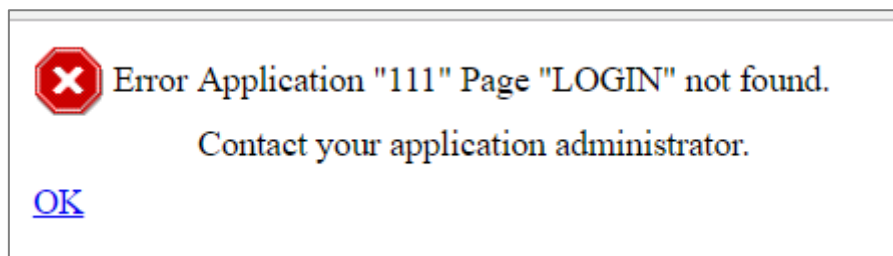 Error Application "111" Page "LOGIN" not found.
Contact your application administrator.
OK